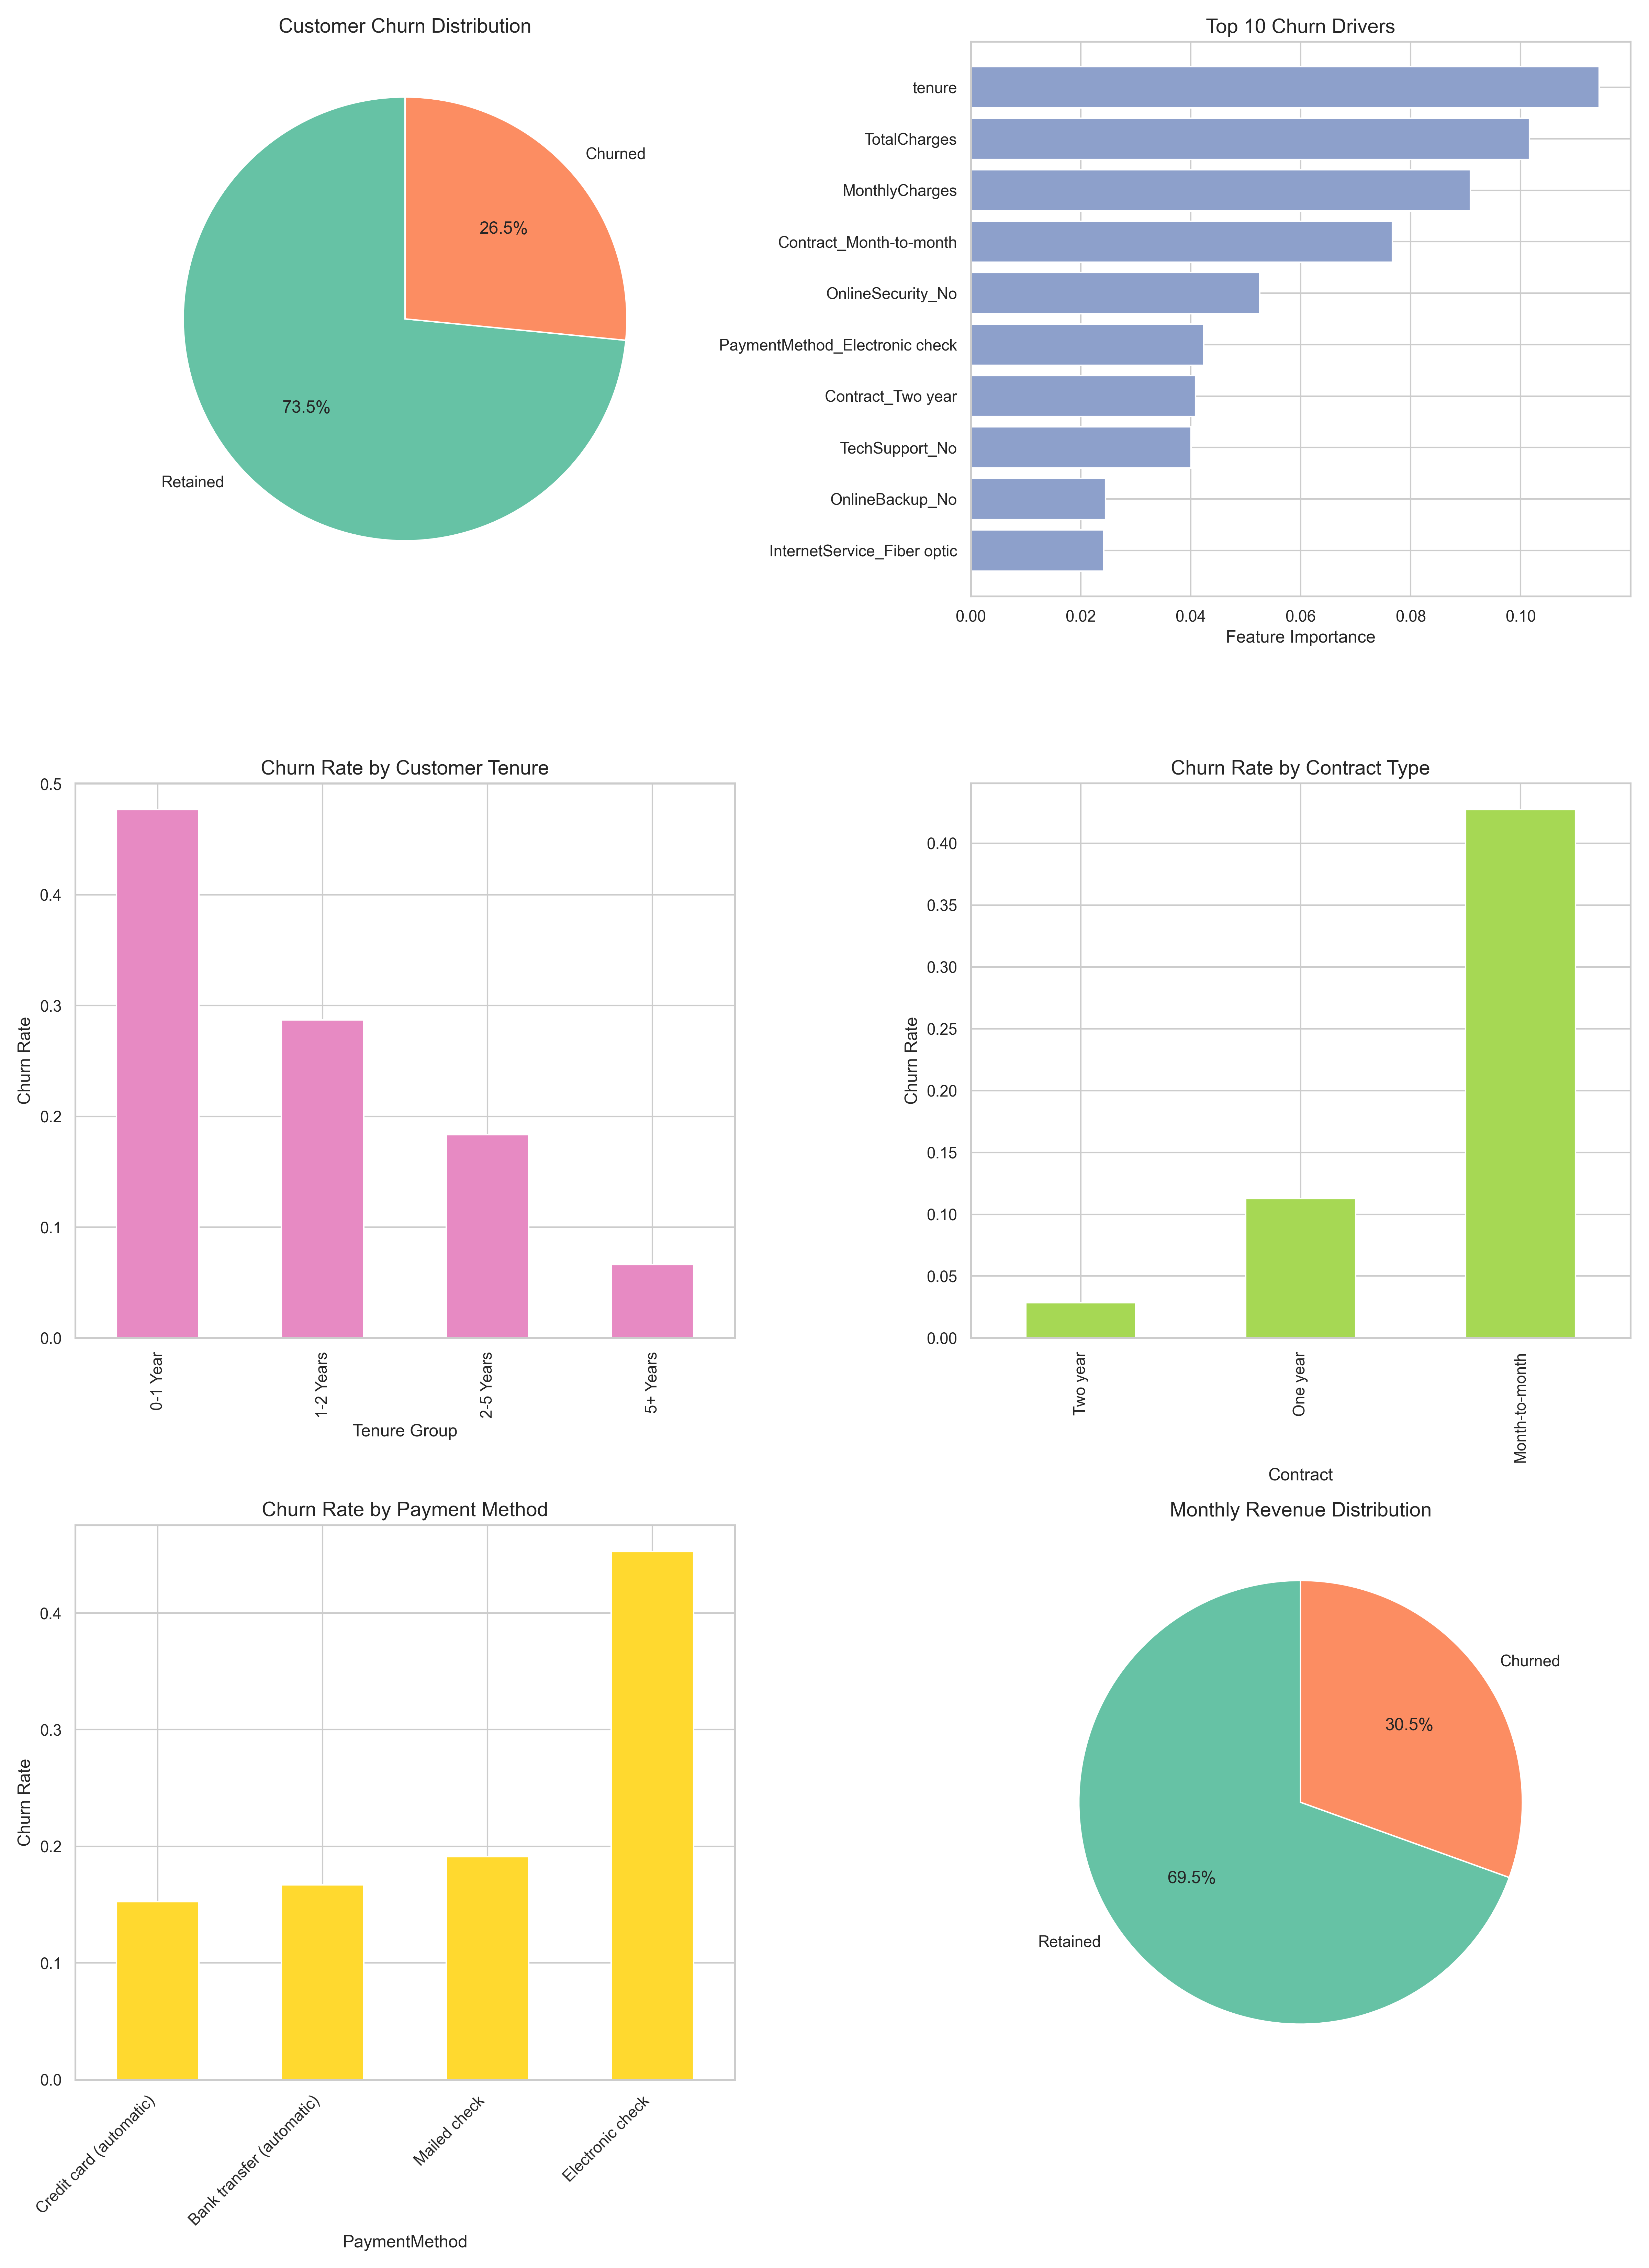 Customer Churn Distribution
Churned
26.5%
73.5%
Retained
Top 10 Churn Drivers
tenure
TotalCharges
MonthlyCharges
Contract_Month-to-month
OnlineSecurity_No
PaymentMethod_Electronic check
Contract_Two year
TechSupport_No
OnlineBackup_No
InternetService_Fiber optic
0.00 0.02 0.04 0.06 0.08 0.10
Feature Importance
Churn Rate by Customer Tenure
Churn Rate
0.5
0.4
0.3
0.2
0.1
0.0
0-1 Year
1-2 Years
2-5 Years
5+ Years
Tenure Group
Churn Rate by Contract Type
Churn Rate
0.40
0.35
0.30
0.25
0.20
0.15
0.10
0.05
0.00
Two year
One year
Month-to-month
Contract
Churn Rate by Payment Method
Churn Rate
0.4
0.3
0.2
0.1
0.0
Credit card (automatic)
Bank transfer (automatic)
Mailed check
Electronic check
PaymentMethod
Monthly Revenue Distribution
Churned
30.5%
69.5%
Retained